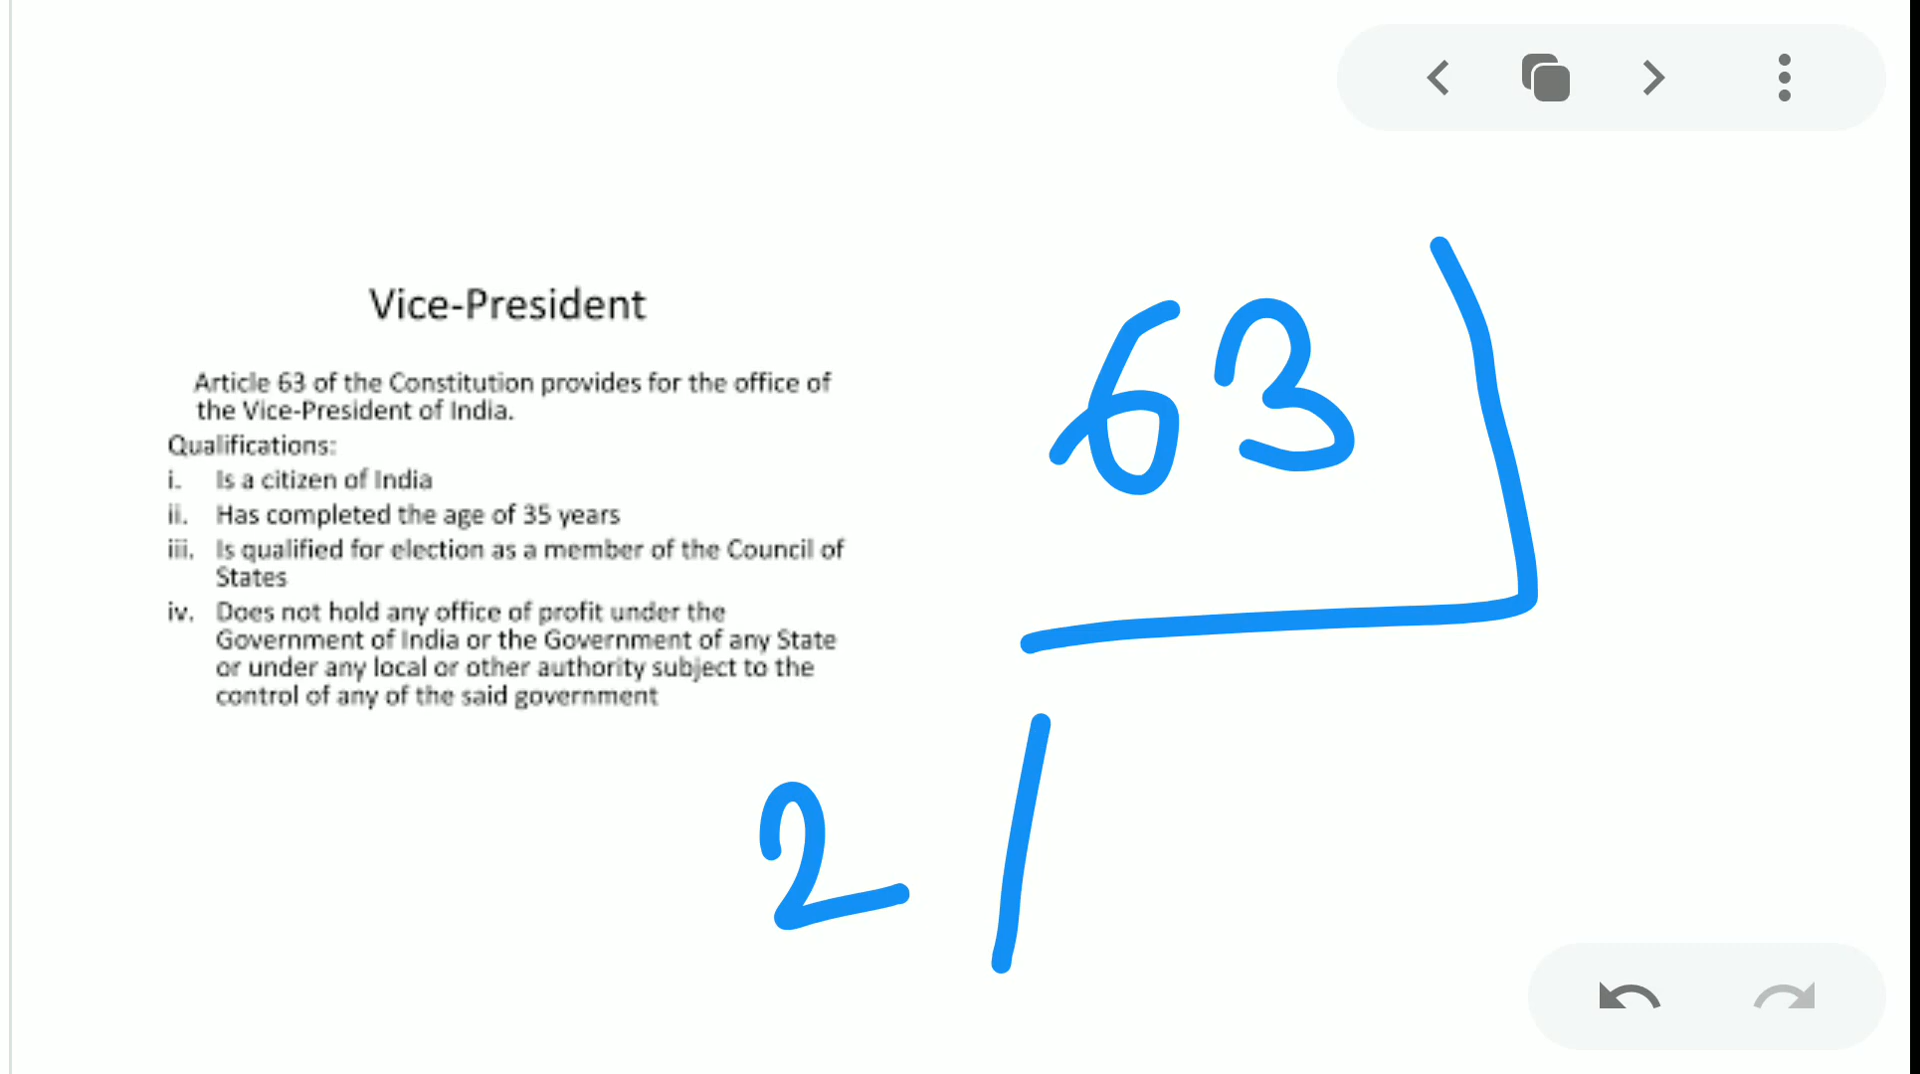 Vice-President
Article 63 of the Constitution provides for the office of
the Vice-President of India.
Qualifications:
i. Is a citizen of India
ii. Has completed the age of 35 years
iii. Is qualified for election as a member of the Council of
States
iv. Does not hold any office of profit under the
Government of India or the Government of any State
or under any local or other authority subject to the
control of any of the said government
63
2 /